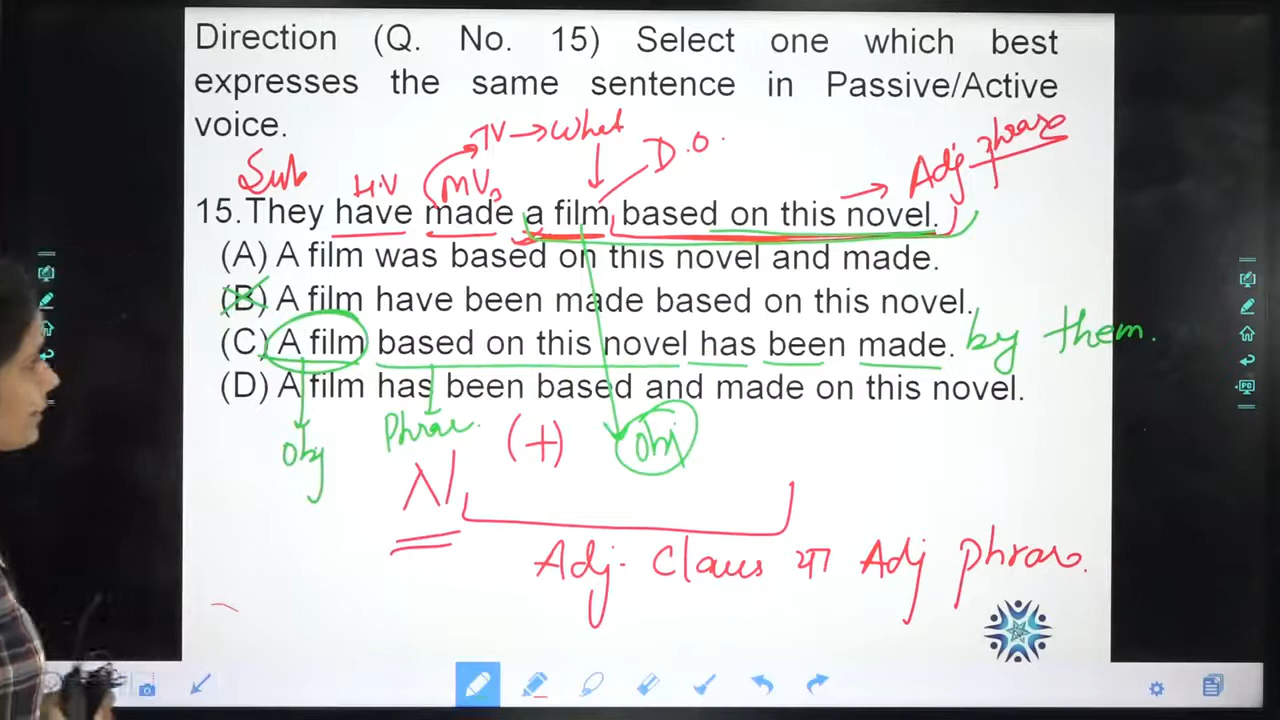 Direction (Q. No. 15) Select one which best
expresses the same sentence in Passive/Active
voice.
TV → What
D.O.
Adj phrase
Sub
H.V
MV3
15. They have made a film based on this novel.
(A) A film was based on this novel and made.
(B) A film have been made based on this novel.
(C) A film based on this novel has been made. by them.
(D) A film has been based and made on this novel.
Obj
Phrae.
(+)
Obj
N
Adj. Claus या Adj phrase.
PC